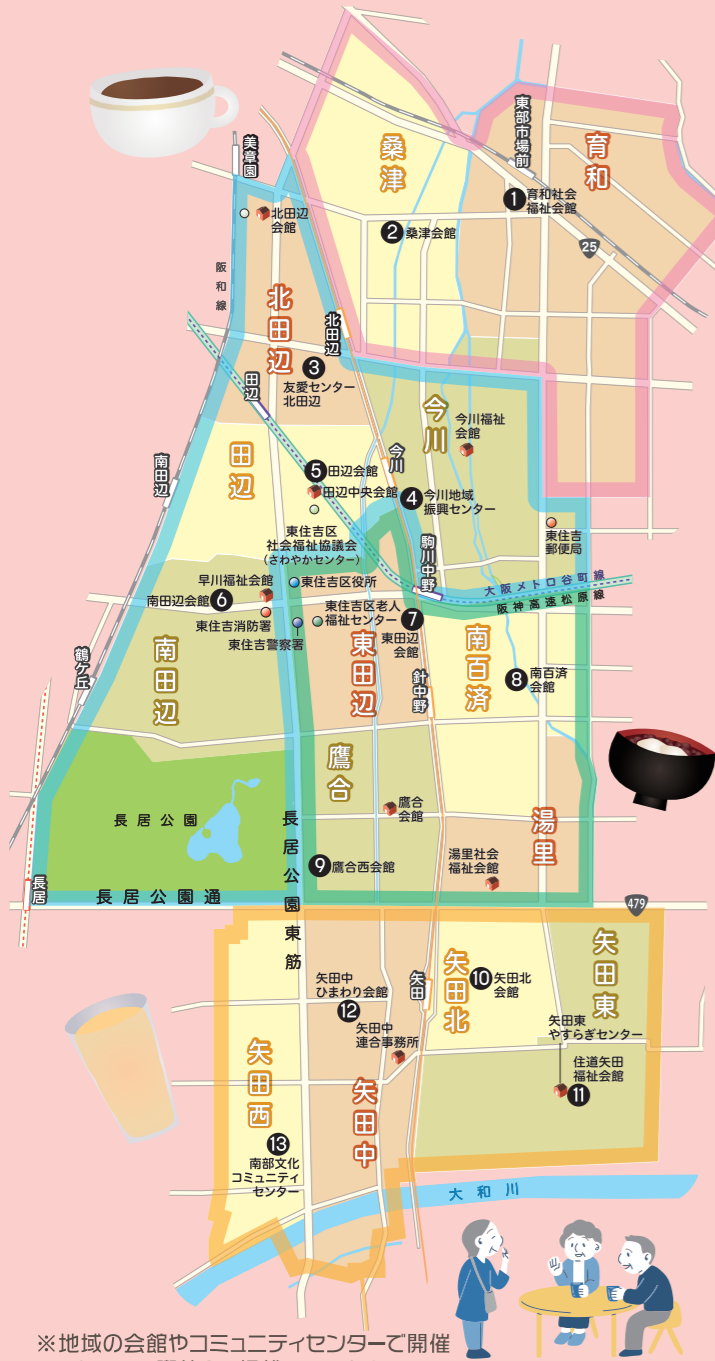 桑津
東部市場前
育和
美章園
1 育和社会
福祉会館
2 桑津会館
北田辺
会館
25
阪和線
北田辺
北田辺
3
友愛センター
北田辺
田辺
今川
今川福祉
会館
田辺
南田辺
今川
5 田辺会館
田辺中央会館
4 今川地域
振興センター
東住吉区
社会福祉協議会
(さわやかセンター)
東住吉
郵便局
駒川中野
早川福祉会館
東住吉区役所
大阪メトロ谷町線
阪神高速松原線
南田辺会館 6
東住吉区老人
福祉センター
7
東住吉消防署
東住吉警察署
東田辺
会館
鶴ケ丘
南田辺
東田辺
針中野
南百済
8 南百済
会館
鷹合
長居公園
鷹合
会館
湯里
湯里社会
福祉会館
9 鷹合西会館
長居
長居公園通
長居公園東筋
479
矢田東
矢田北
10 矢田北
会館
矢田
矢田中
ひまわり会館
12
矢田中
連合事務所
矢田東
やすらぎセンター
住道矢田
福祉会館
11
矢田西
矢田中
13
南部文化
コミュニティ
センター
大和川
※地域の会館やコミュニティセンターで開催